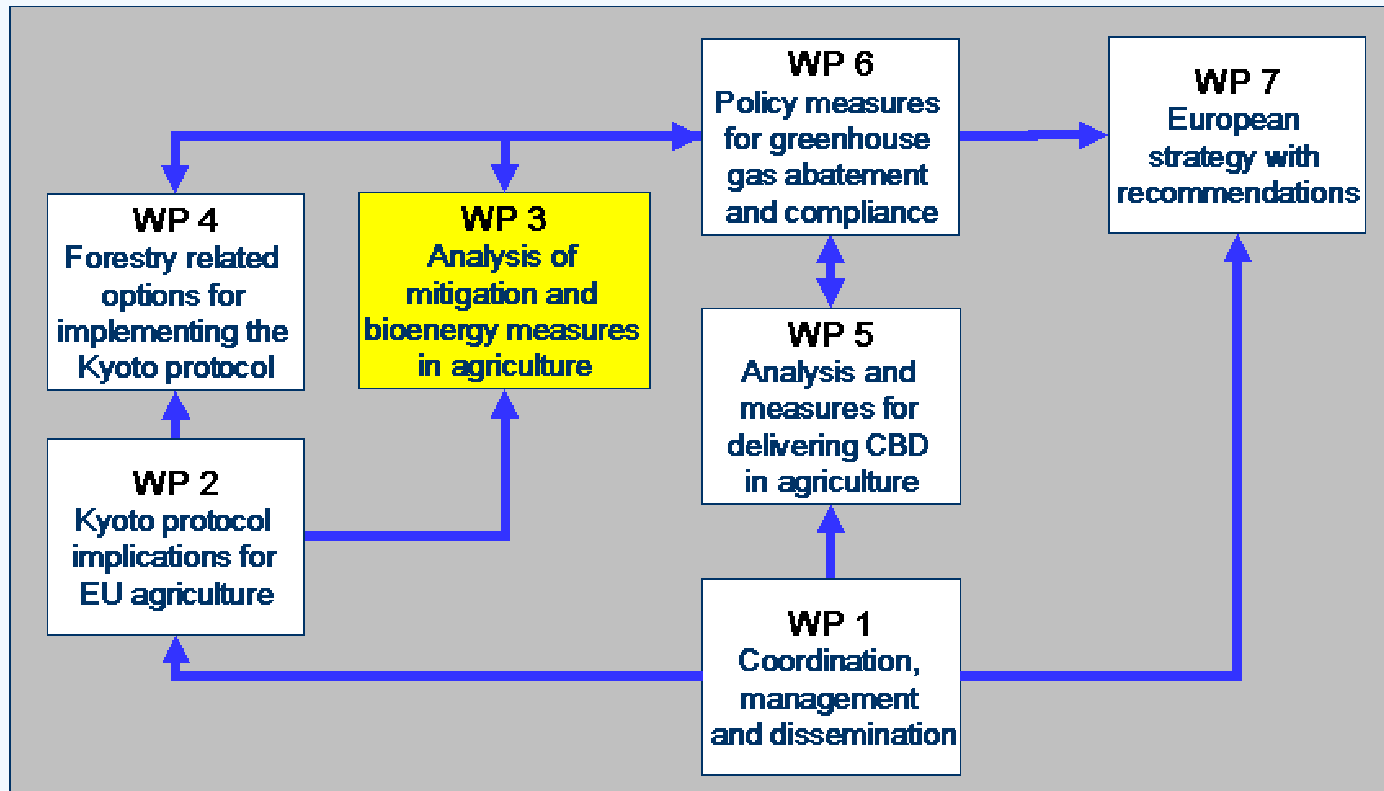 WP 6
Policy measures
for greenhouse
gas abatement
and compliance
WP 7
European
strategy with
recommendations
WP 4
Forestry related
options for
implementing the
Kyoto protocol
WP 3
Analysis of
mitigation and
bioenergy measures
in agriculture
WP 5
Analysis and
measures for
delivering CBD
in agriculture
WP 2
Kyoto protocol
implications for
EU agriculture
WP 1
Coordination,
management
and dissemination